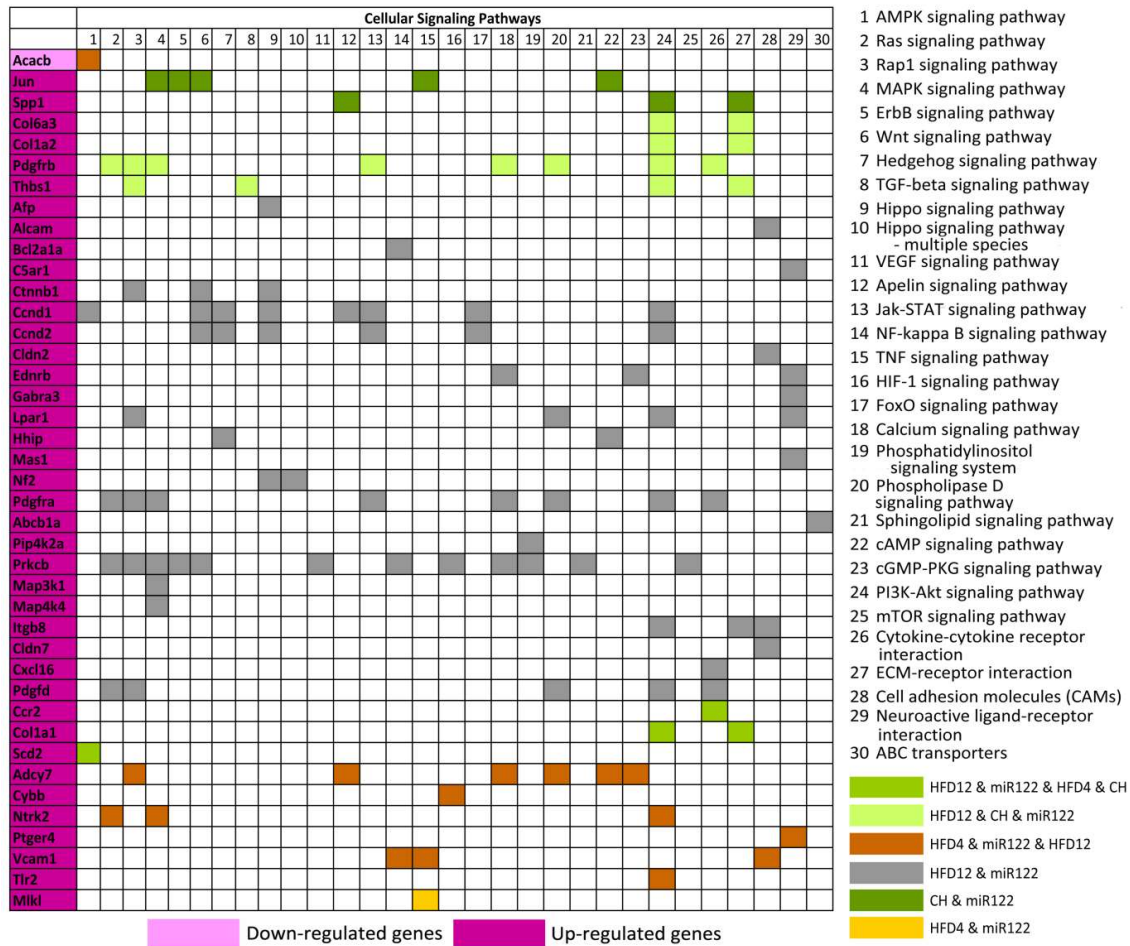 Cellular Signaling Pathways
1 2 3 4 5 6 7 8 9 10 11 12 13 14 15 16 17 18 19 20 21 22 23 24 25 26 27 28 29 30
Acacb
Jun
Spp1
Col6a3
Col1a2
Pdgfrb
Thbs1
Afp
Alcam
Bcl2a1a
C5ar1
Ctnnb1
Ccnd1
Ccnd2
Cldn2
Ednrb
Gabra3
Lpar1
Hhip
Mas1
Nf2
Pdgfra
Abcb1a
Pip4k2a
Prkcb
Map3k1
Map4k4
Itgb8
Cldn7
Cxcl16
Pdgfd
Ccr2
Col1a1
Scd2
Adcy7
Cybb
Ntrk2
Ptger4
Vcam1
Tlr2
Mlkl
Down-regulated genes
Up-regulated genes
1 AMPK signaling pathway
2 Ras signaling pathway
3 Rap1 signaling pathway
4 MAPK signaling pathway
5 ErbB signaling pathway
6 Wnt signaling pathway
7 Hedgehog signaling pathway
8 TGF-beta signaling pathway
9 Hippo signaling pathway
10 Hippo signaling pathway
- multiple species
11 VEGF signaling pathway
12 Apelin signaling pathway
13 Jak-STAT signaling pathway
14 NF-kappa B signaling pathway
15 TNF signaling pathway
16 HIF-1 signaling pathway
17 FoxO signaling pathway
18 Calcium signaling pathway
19 Phosphatidylinositol
signaling system
20 Phospholipase D
signaling pathway
21 Sphingolipid signaling pathway
22 cAMP signaling pathway
23 cGMP-PKG signaling pathway
24 PI3K-Akt signaling pathway
25 mTOR signaling pathway
26 Cytokine-cytokine receptor
interaction
27 ECM-receptor interaction
28 Cell adhesion molecules (CAMs)
29 Neuroactive ligand-receptor
interaction
30 ABC transporters
HFD12 & miR122 & HFD4 & CH
HFD12 & CH & miR122
HFD4 & miR122 & HFD12
HFD12 & miR122
CH & miR122
HFD4 & miR122